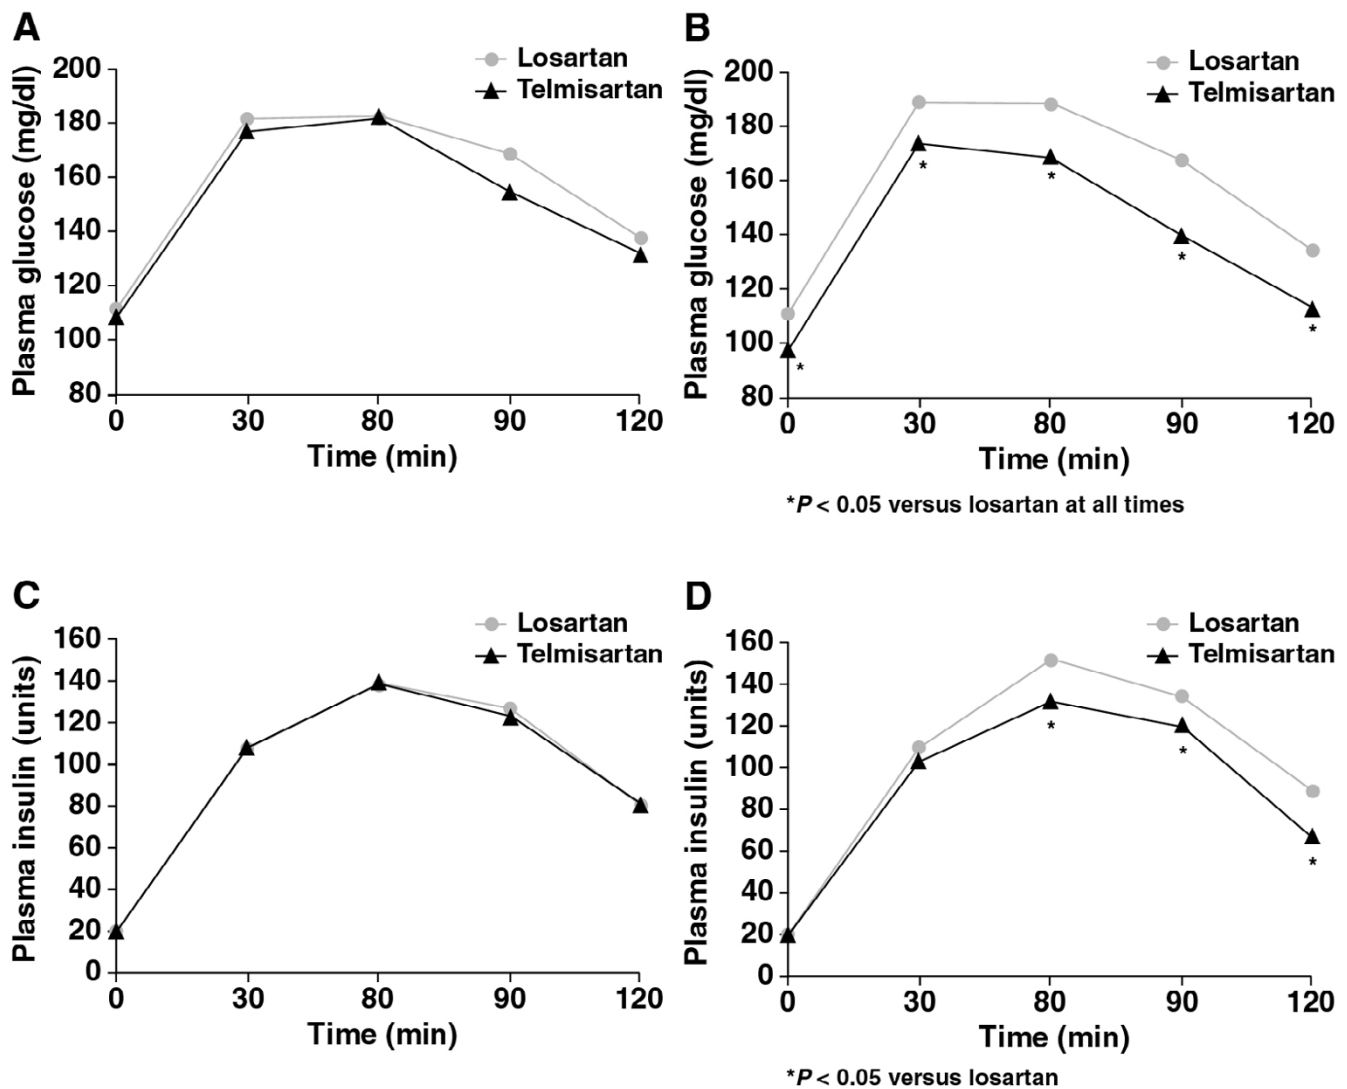 A
Losartan
Telmisartan
Plasma glucose (mg/dl)
200
180
160
140
120
100
80
0 30 80 90 120
Time (min)
B
Losartan
Telmisartan
Plasma glucose (mg/dl)
200
180
160
140
120
100
80
*
*
*
*
*
0 30 80 90 120
Time (min)
*P < 0.05 versus losartan at all times
C
Losartan
Telmisartan
Plasma insulin (units)
160
140
120
100
80
60
40
20
0
0 30 80 90 120
Time (min)
D
Losartan
Telmisartan
Plasma insulin (units)
160
140
120
100
80
60
40
20
0
*
*
*
0 30 80 90 120
Time (min)
*P < 0.05 versus losartan